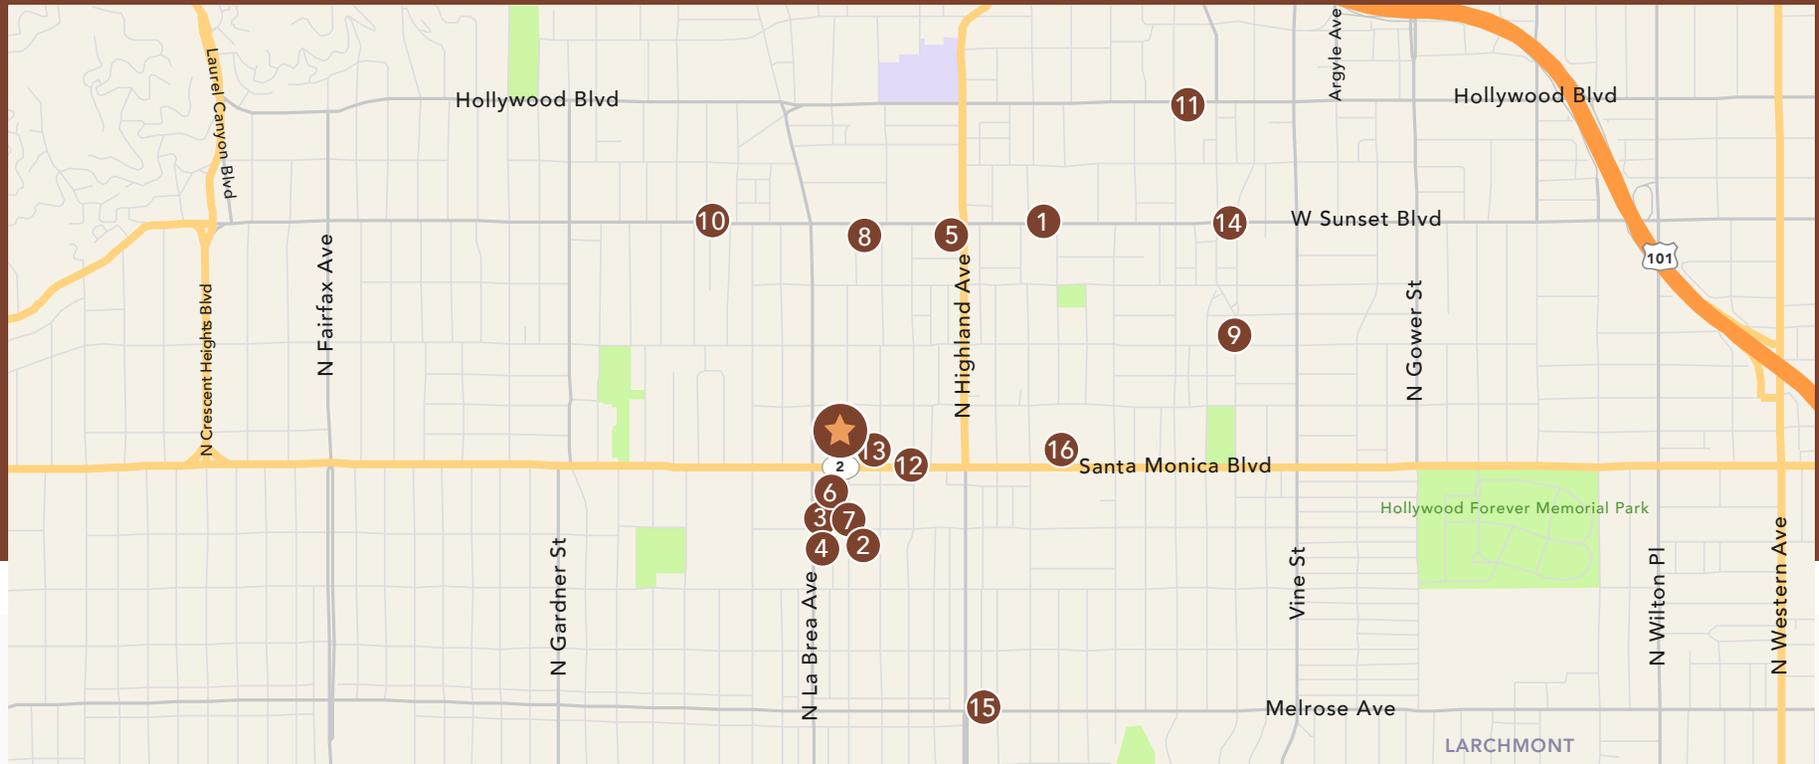 Laurel Canyon Blvd
Argyle Ave
Hollywood Blvd
Hollywood Blvd
11
10
8
5
1
14
W Sunset Blvd
101
N Crescent Heights Blvd
N Fairfax Ave
N Highland Ave
N Gower St
9
13
2
12
16
Santa Monica Blvd
6
3
7
4
2
Hollywood Forever Memorial Park
N Gardner St
N La Brea Ave
Vine St
N Wilton Pl
N Western Ave
15
Melrose Ave
LARCHMONT